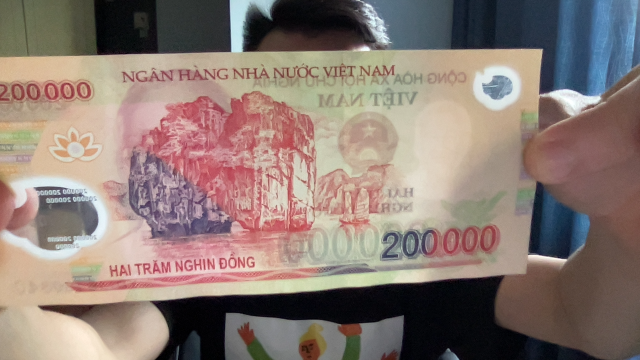 NGÂN HÀNG NHÀ NƯỚC VIỆT NAM
200000
CỘNG HÒA XÃ HỘI CHỦ NGHĨA
VIỆT NAM
200000
HAI TRĂM NGHÌN ĐỒNG